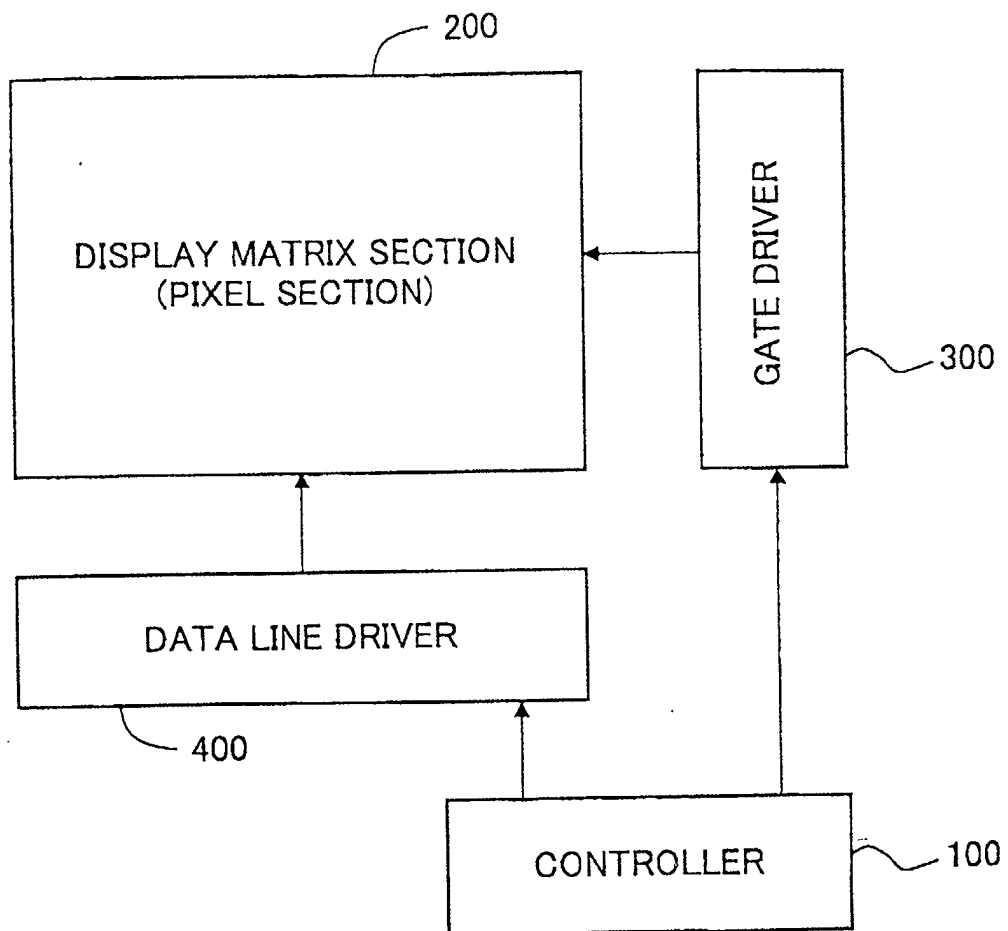 200
DISPLAY MATRIX SECTION
(PIXEL SECTION)
GATE DRIVER
300
DATA LINE DRIVER
400
CONTROLLER
100